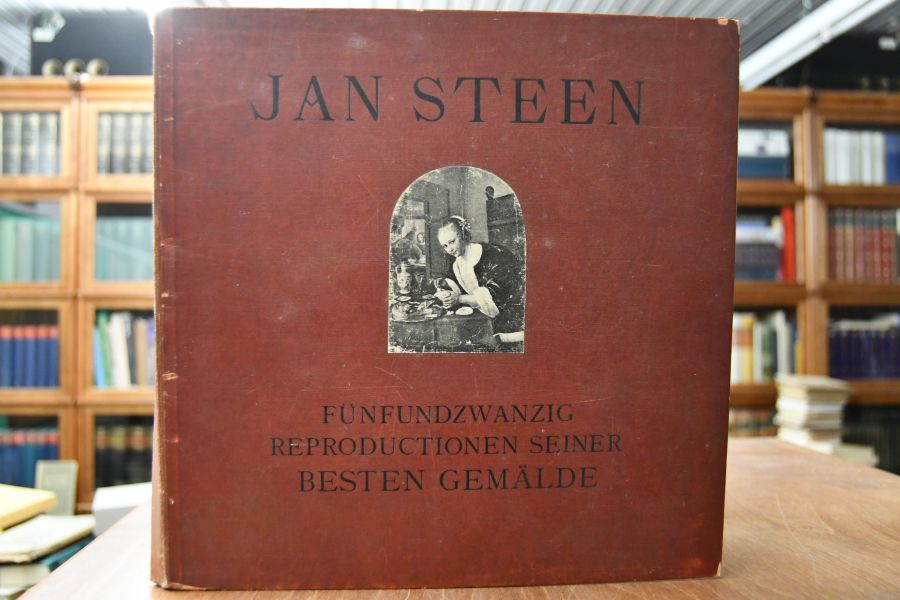 JAN STEEN
FÜNFUNDZWANZIG
REPRODUCTIONEN SEINER
BESTEN GEMÄLDE